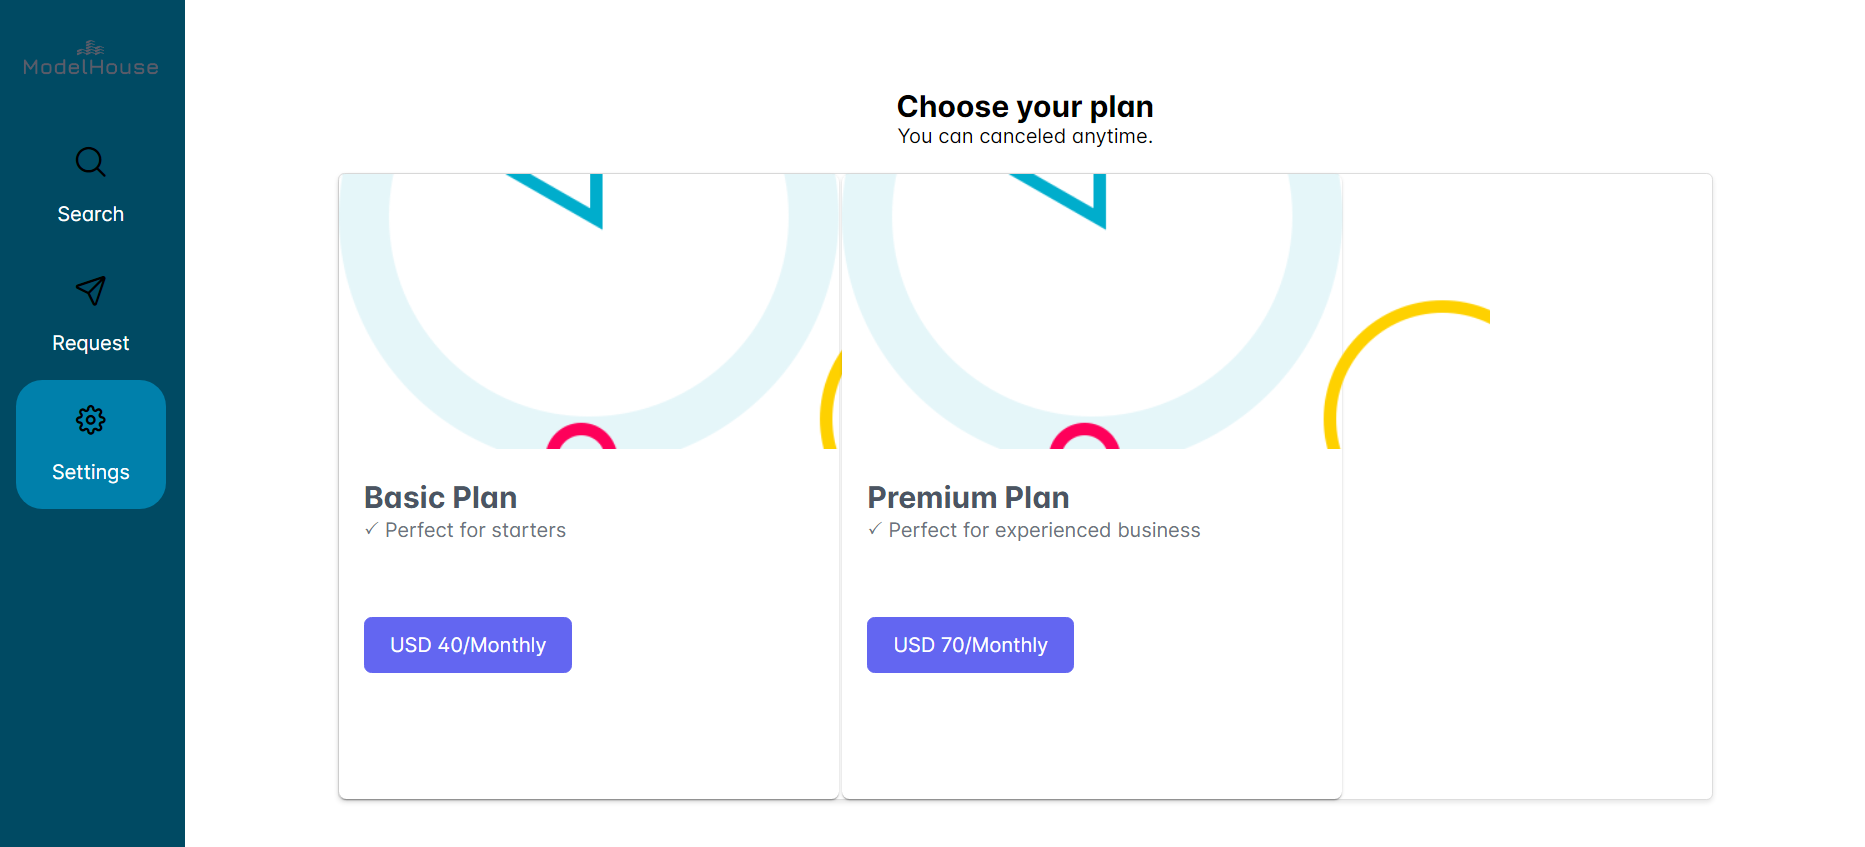 ModelHouse
Search
Request
Settings
Choose your plan
You can canceled anytime.
Basic Plan
✓ Perfect for starters
USD 40/Monthly
Premium Plan
✓ Perfect for experienced business
USD 70/Monthly